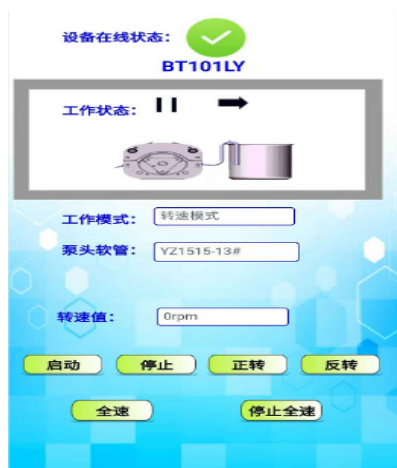 设备在线状态：
BT101LY
工作状态：
工作模式： 转速模式
泵头软管： YZ1515-13#
转速值： 0rpm
启动 停止 正转 反转
全速 停止全速